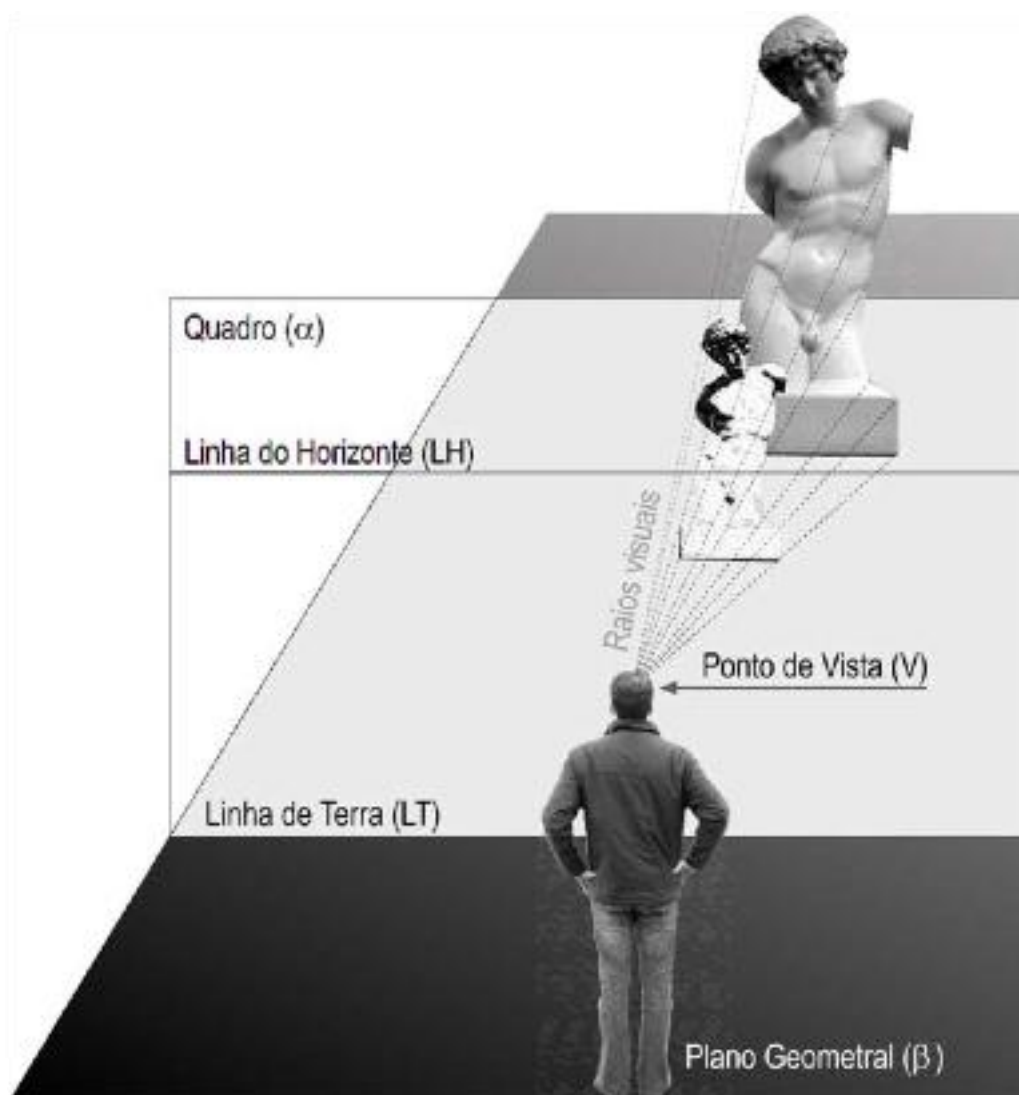 Quadro (α)
Linha do Horizonte (LH)
Raios visuais
Ponto de Vista (V)
Linha de Terra (LT)
Plano Geometral (β)